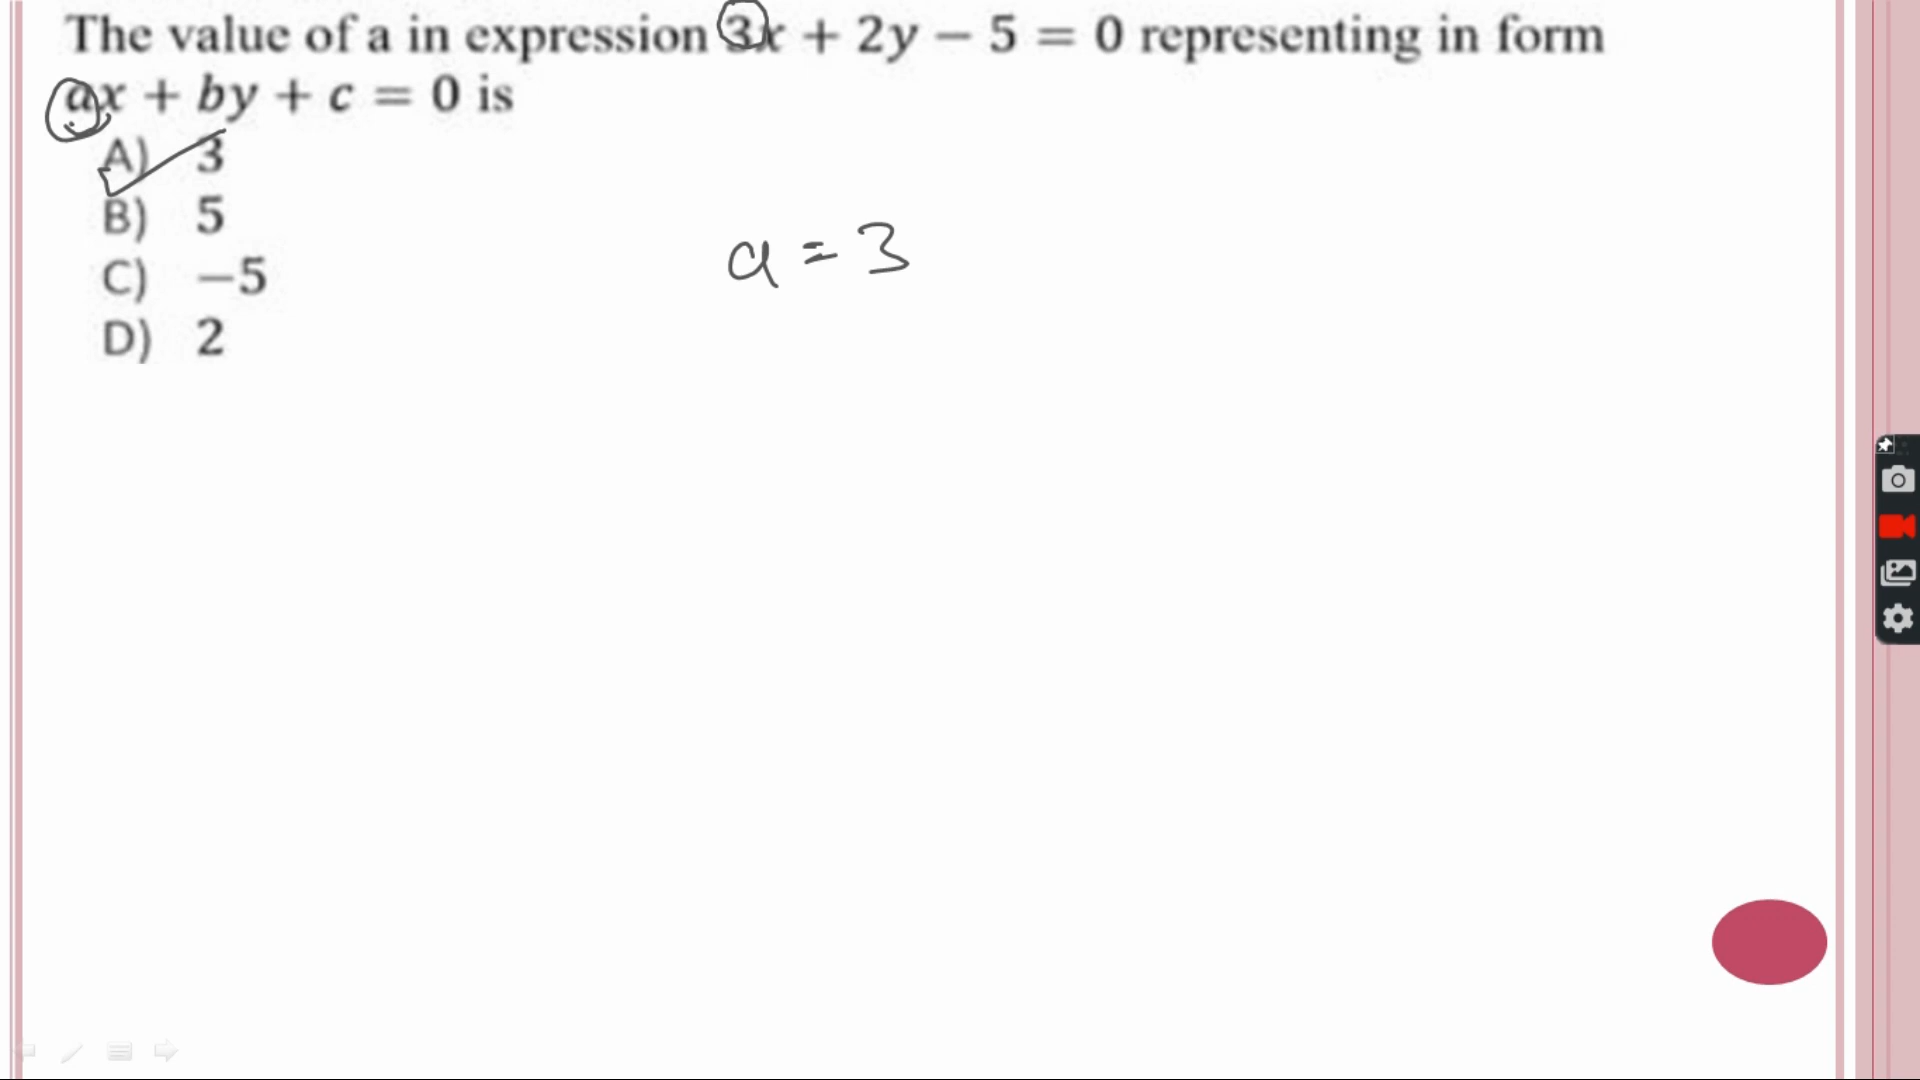 The value of a in expression 3x + 2y − 5 = 0 representing in form
ax + by + c = 0 is
A) 3
B) 5
C) −5
D) 2
a = 3